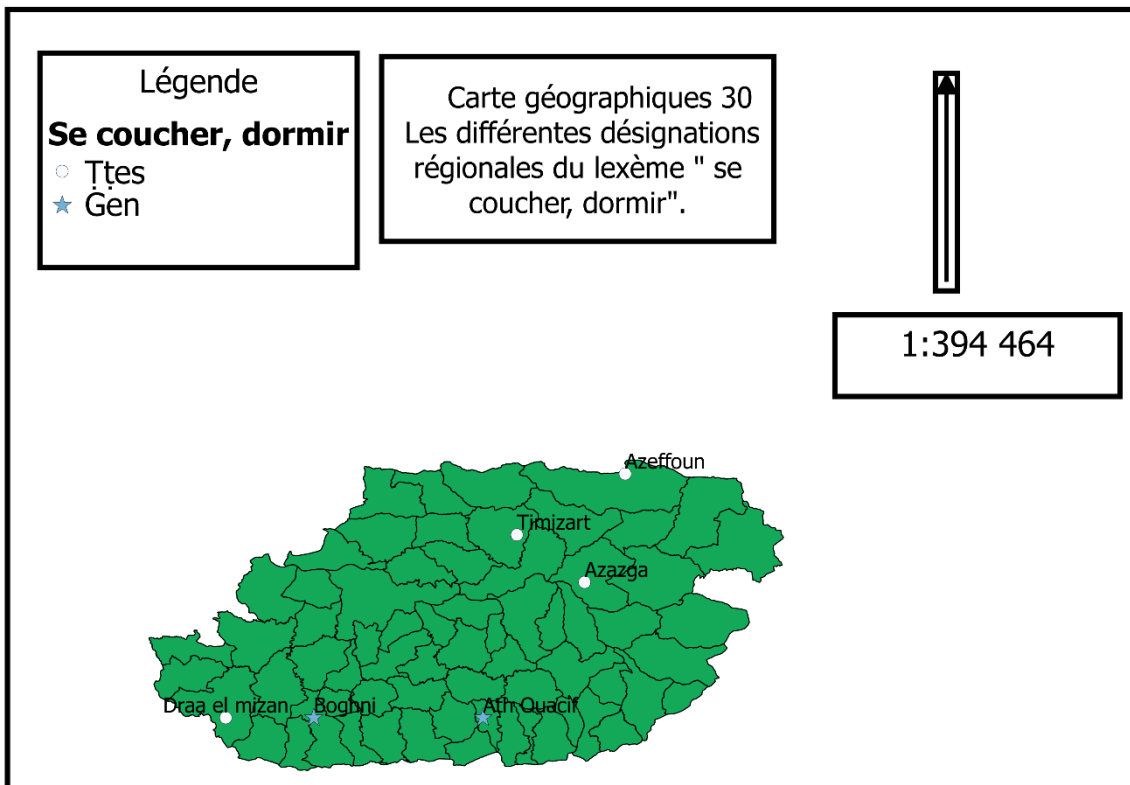 Légende
Se coucher, dormir
Ṭṭes
Gen
Carte géographiques 30
Les différentes désignations
régionales du lexème " se
coucher, dormir".
1:394 464
Azeffoun
Timizart
Azazga
Draa el mizan
Boghni
Ath Ouacif